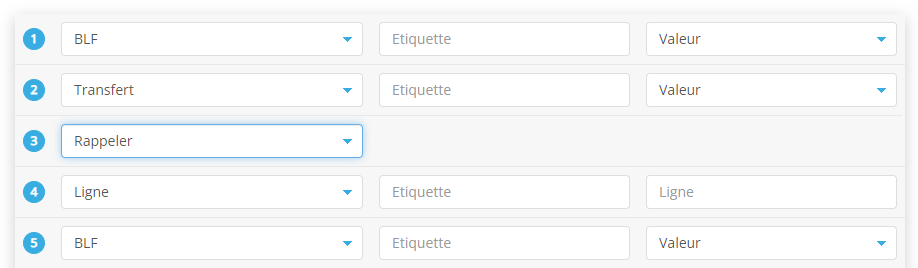 1 BLF Etiquette Valeur
2 Transfert Etiquette Valeur
3 Rappeler
4 Ligne Etiquette Ligne
5 BLF Etiquette Valeur